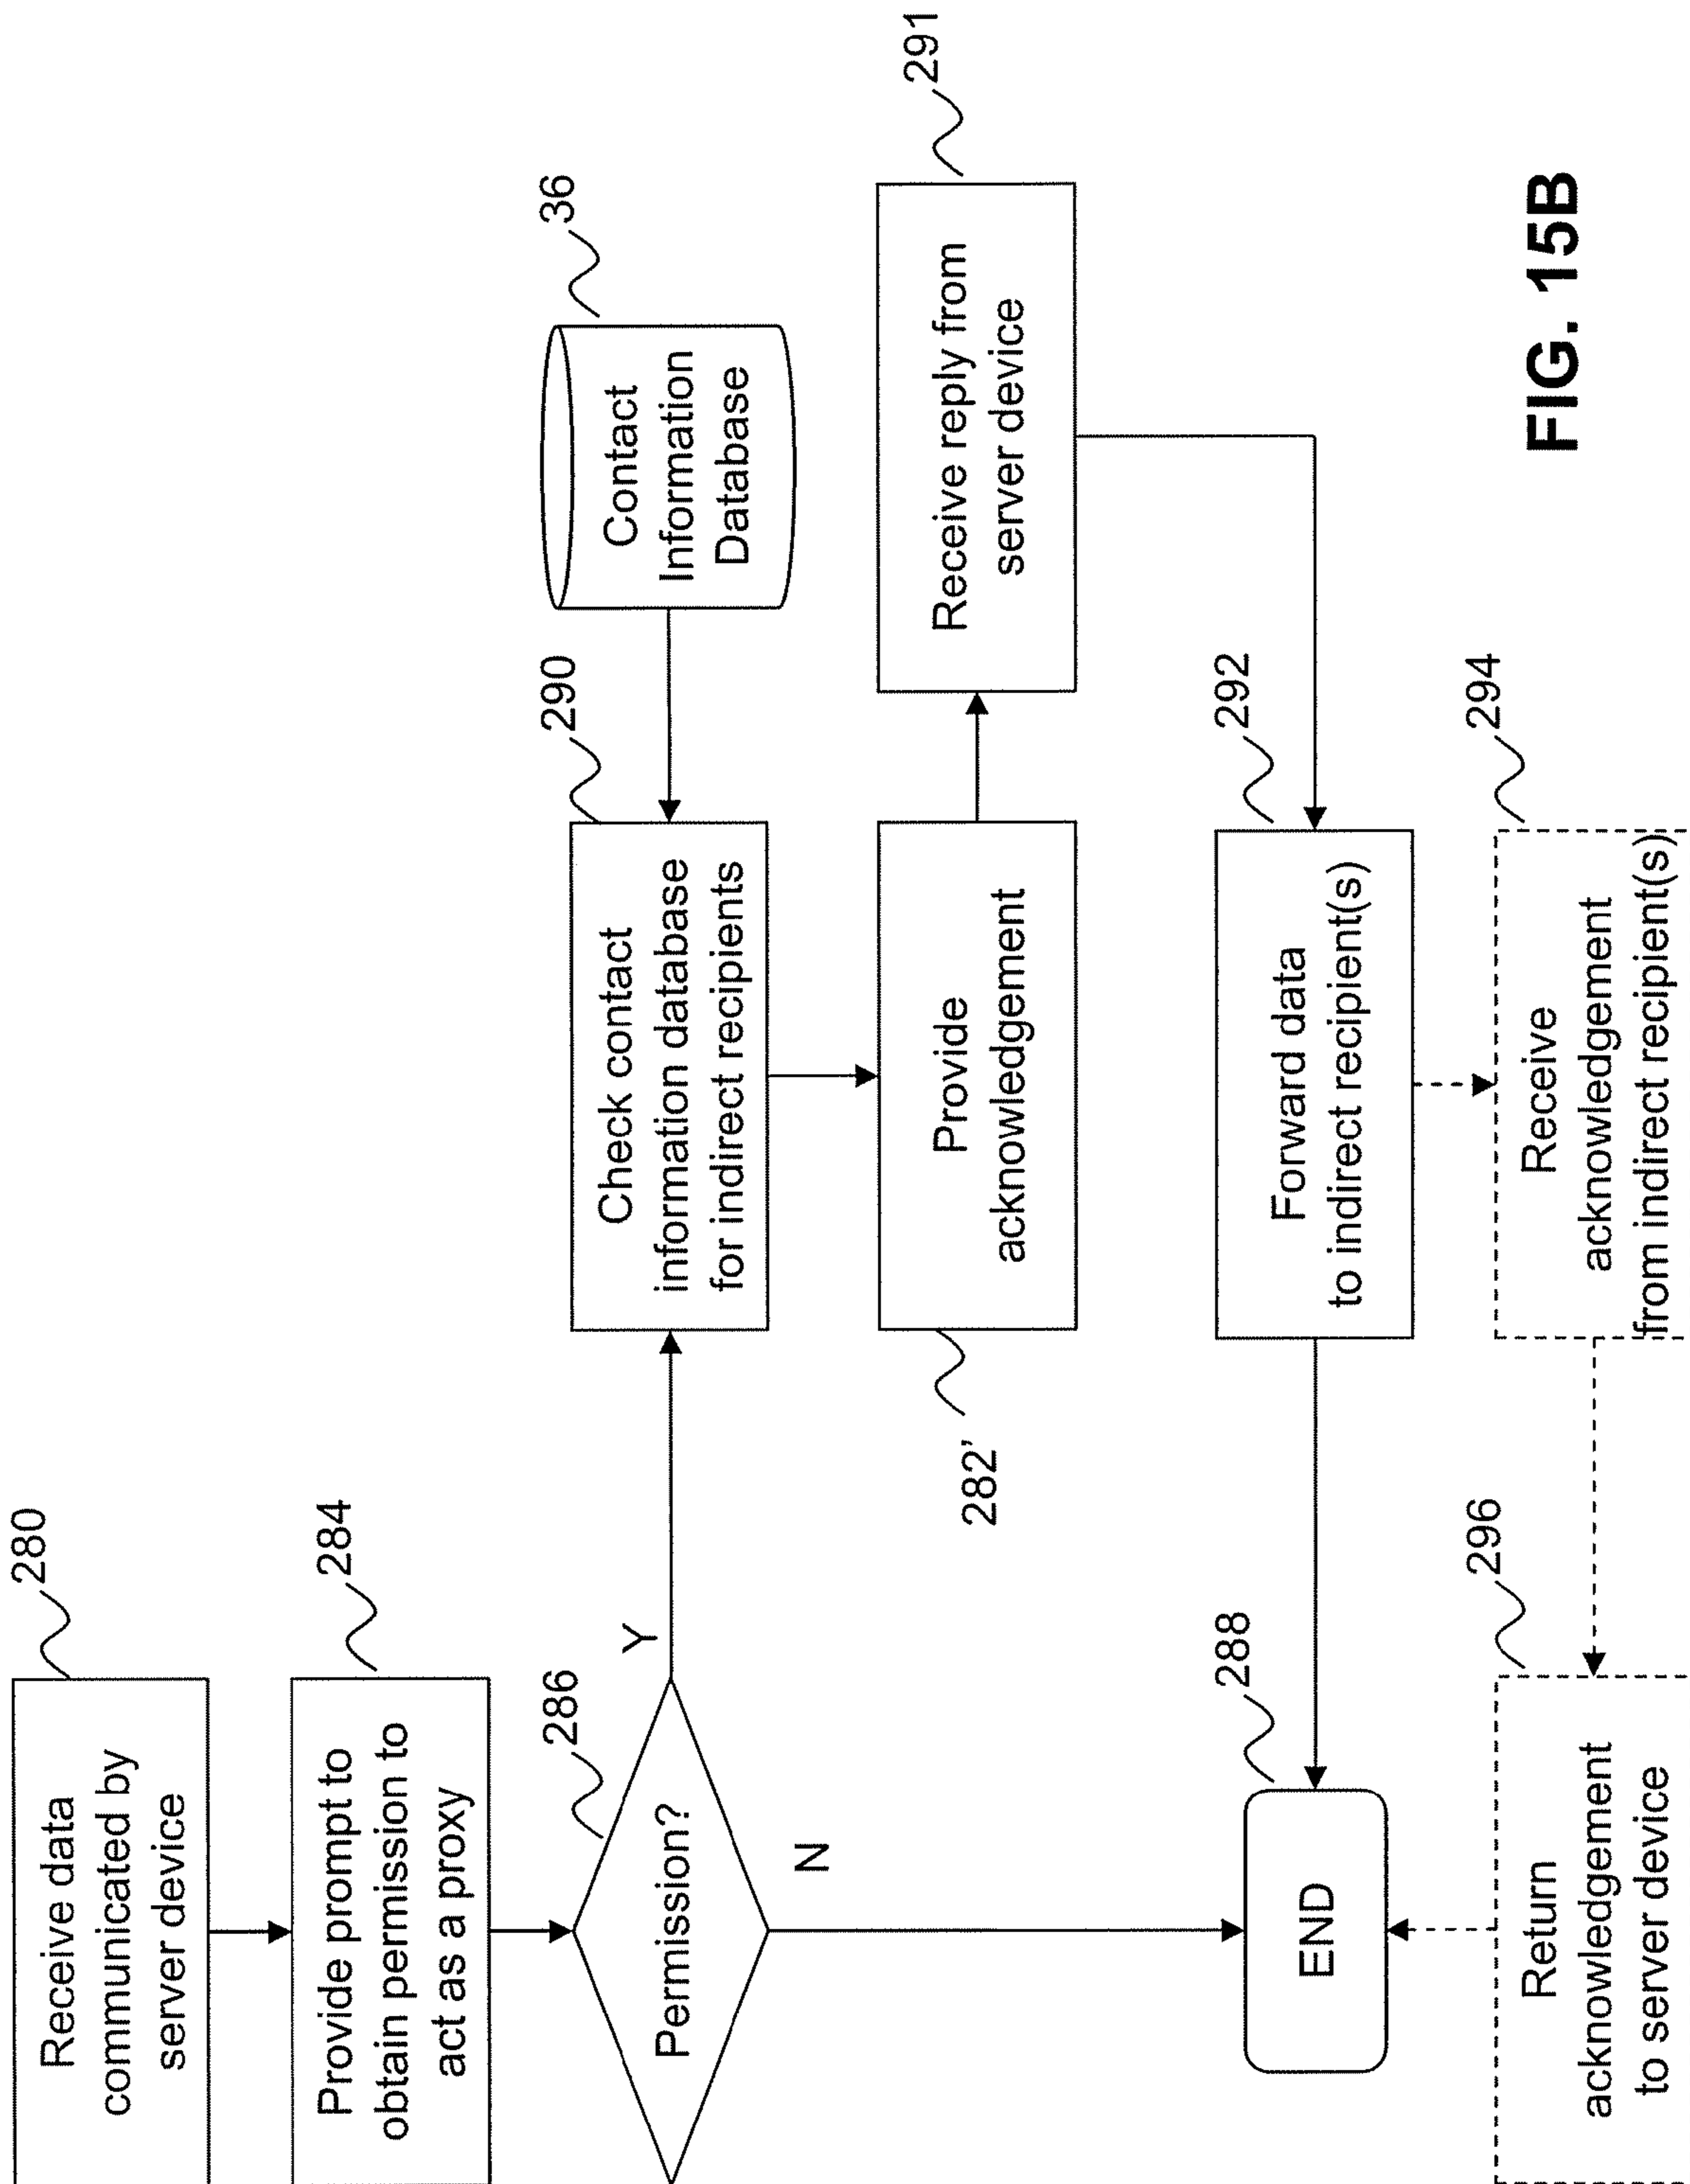 280
Receive data
communicated by
server device
284
Provide prompt to
obtain permission to
act as a proxy
286
Permission?
Y
N
290
Check contact
information database
for indirect recipients
36
Contact
Information
Database
282’
Provide
acknowledgement
291
Receive reply from
server device
292
Forward data
to indirect recipient(s)
288
END
294
Receive
acknowledgement
from indirect recipient(s)
296
Return
acknowledgement
to server device
FIG. 15B